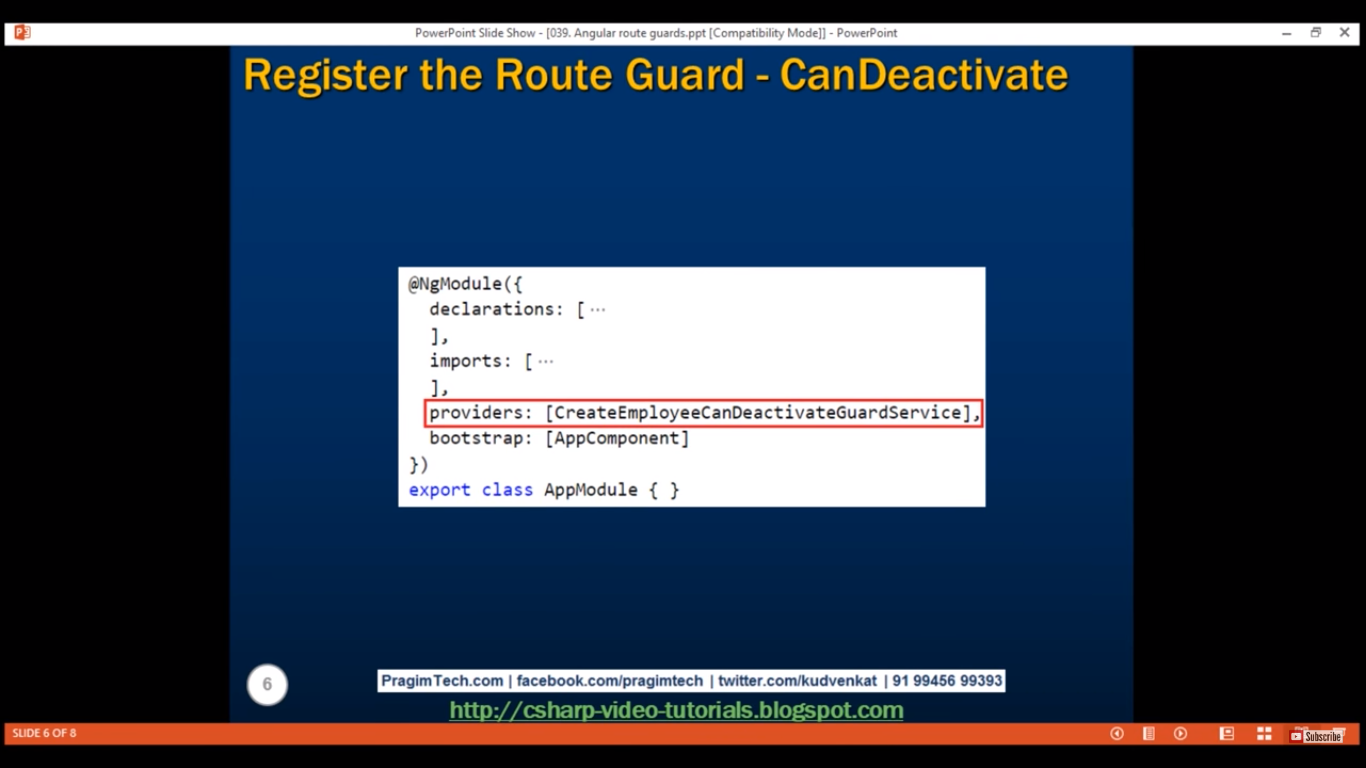 PowerPoint Slide Show - [039. Angular route guards.ppt [Compatibility Mode]] - PowerPoint
Register the Route Guard - CanDeactivate
@NgModule({
declarations: [ ...
],
imports: [ ...
],
providers: [CreateEmployeeCanDeactivateGuardService],
bootstrap: [AppComponent]
})
export class AppModule { }
6
PragimTech.com | facebook.com/pragimtech | twitter.com/kudvenkat | 91 99456 99393
http://csharp-video-tutorials.blogspot.com
SLIDE 6 OF 8
Subscribe